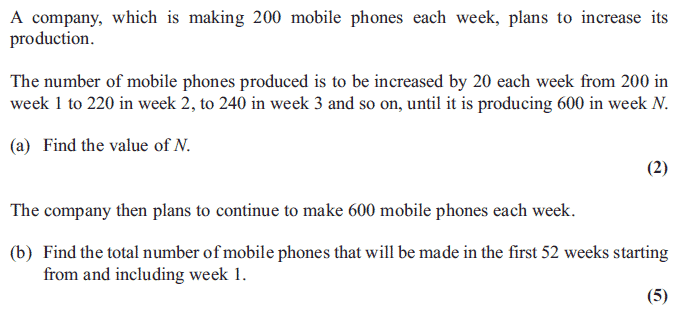 A company, which is making 200 mobile phones each week, plans to increase its
production.
The number of mobile phones produced is to be increased by 20 each week from 200 in
week 1 to 220 in week 2, to 240 in week 3 and so on, until it is producing 600 in week N.
(a) Find the value of N.
(2)
The company then plans to continue to make 600 mobile phones each week.
(b) Find the total number of mobile phones that will be made in the first 52 weeks starting
from and including week 1.
(5)